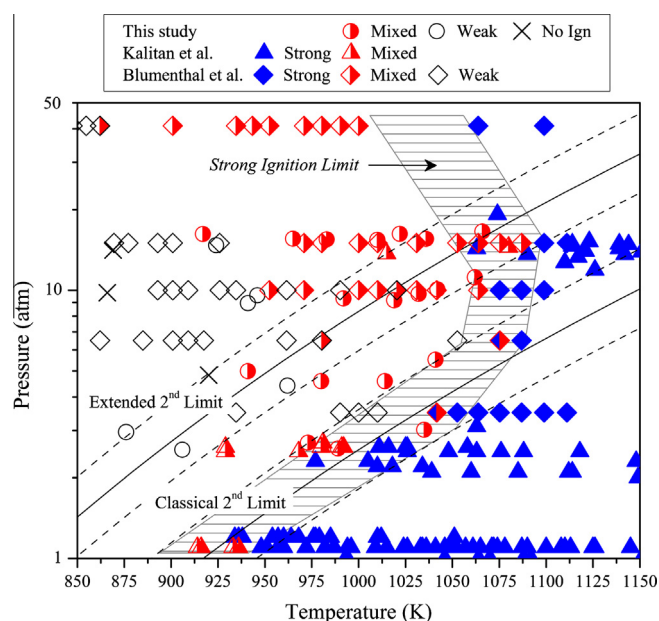 This study Mixed Weak No Ign
Kalitan et al. Strong Mixed
Blumenthal et al. Strong Mixed Weak
50
Strong Ignition Limit
Pressure (atm)
10
Extended 2nd Limit
Classical 2nd Limit
1
850 875 900 925 950 975 1000 1025 1050 1075 1100 1125 1150
Temperature (K)